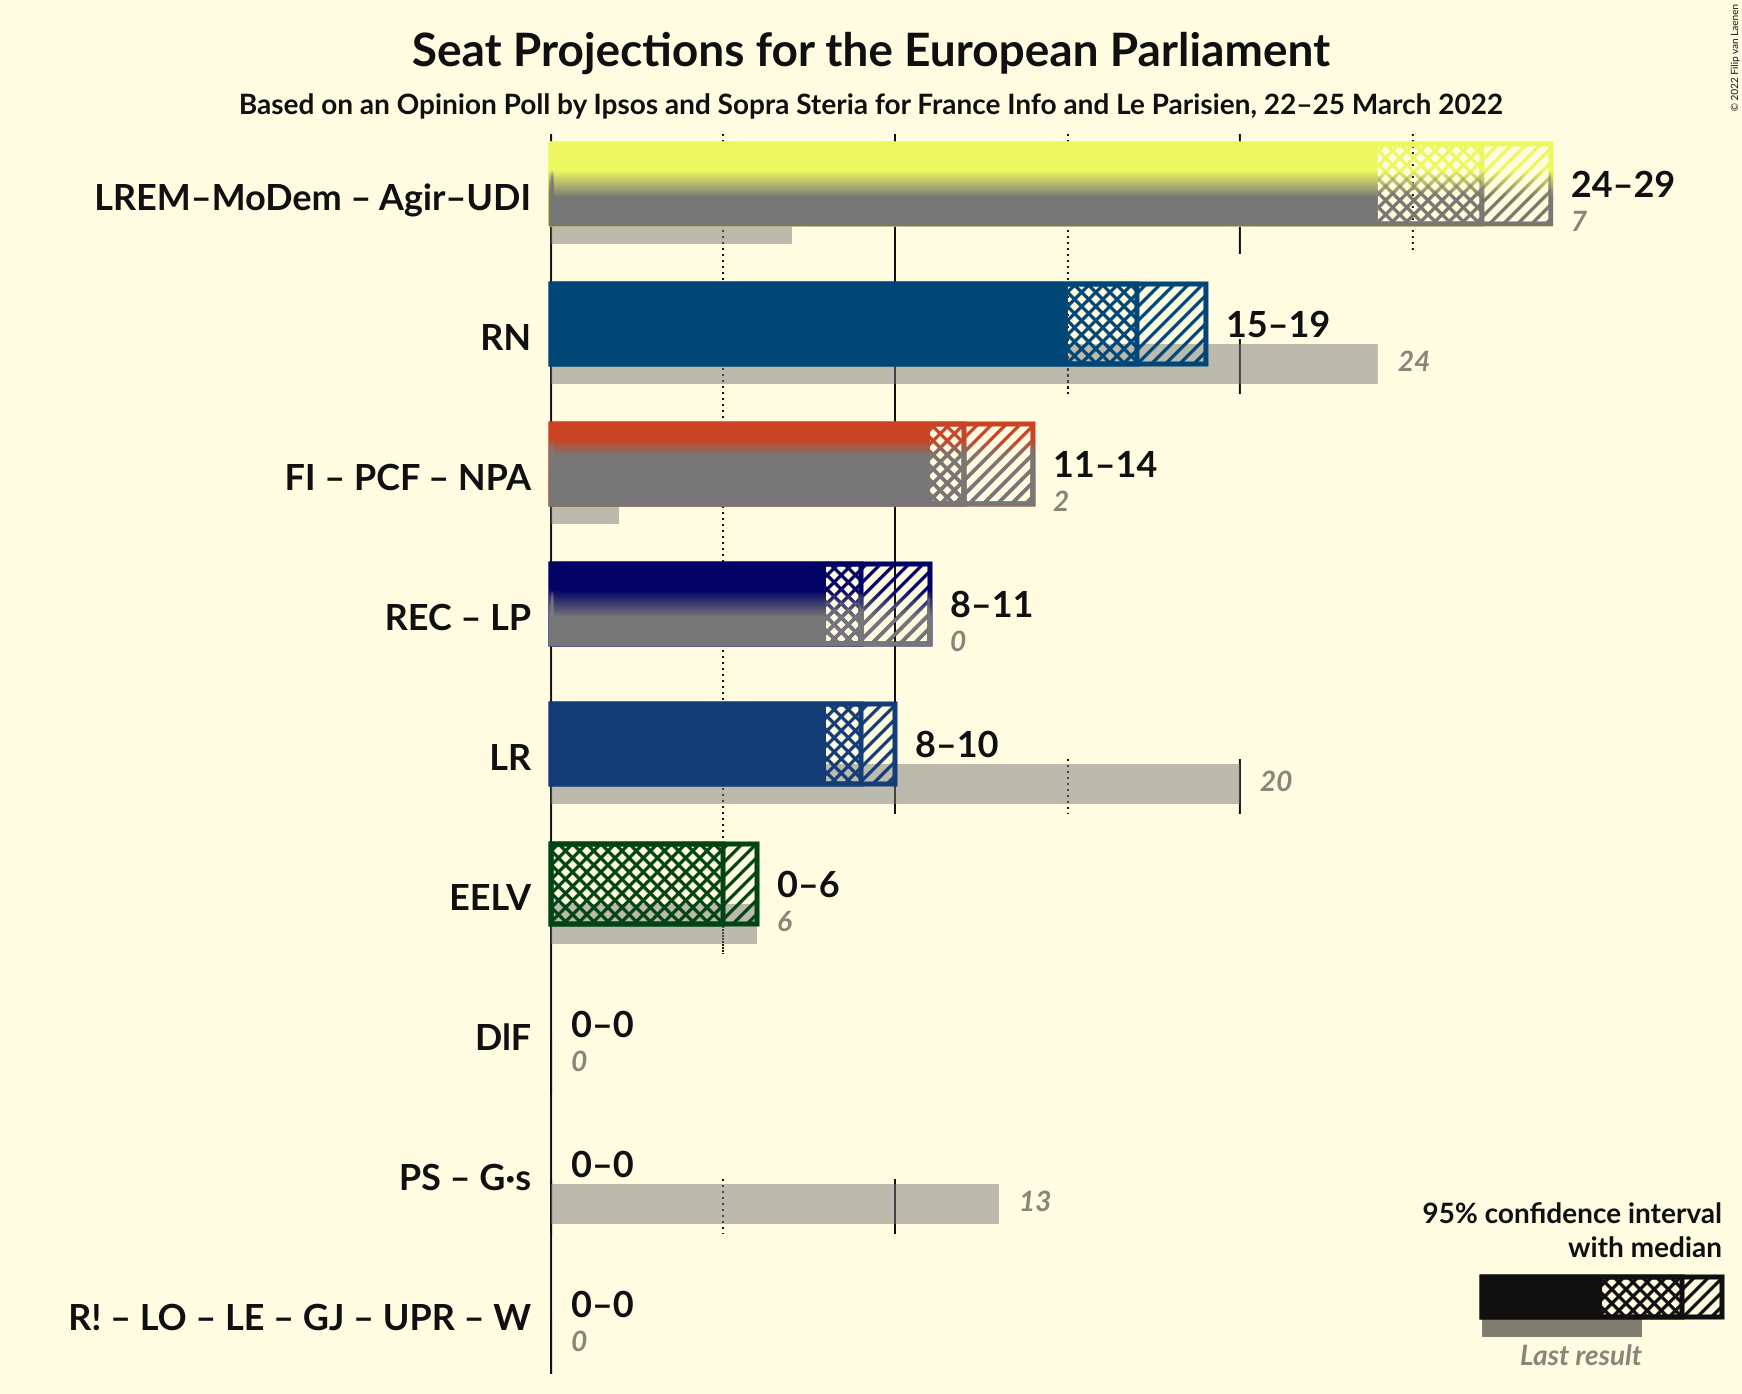 Seat Projections for the European Parliament
Based on an Opinion Poll by Ipsos and Sopra Steria for France Info and Le Parisien, 22–25 March 2022
© 2022 Filip van Laenen
LREM–MoDem – Agir–UDI
24–29
7
RN
15–19
24
FI – PCF – NPA
11–14
2
REC – LP
8–11
0
LR
8–10
20
EELV
0–6
6
DlF
0–0
0
PS – G·s
0–0
13
R! – LO – LE – GJ – UPR – W
0–0
0
95% confidence interval
with median
Last result